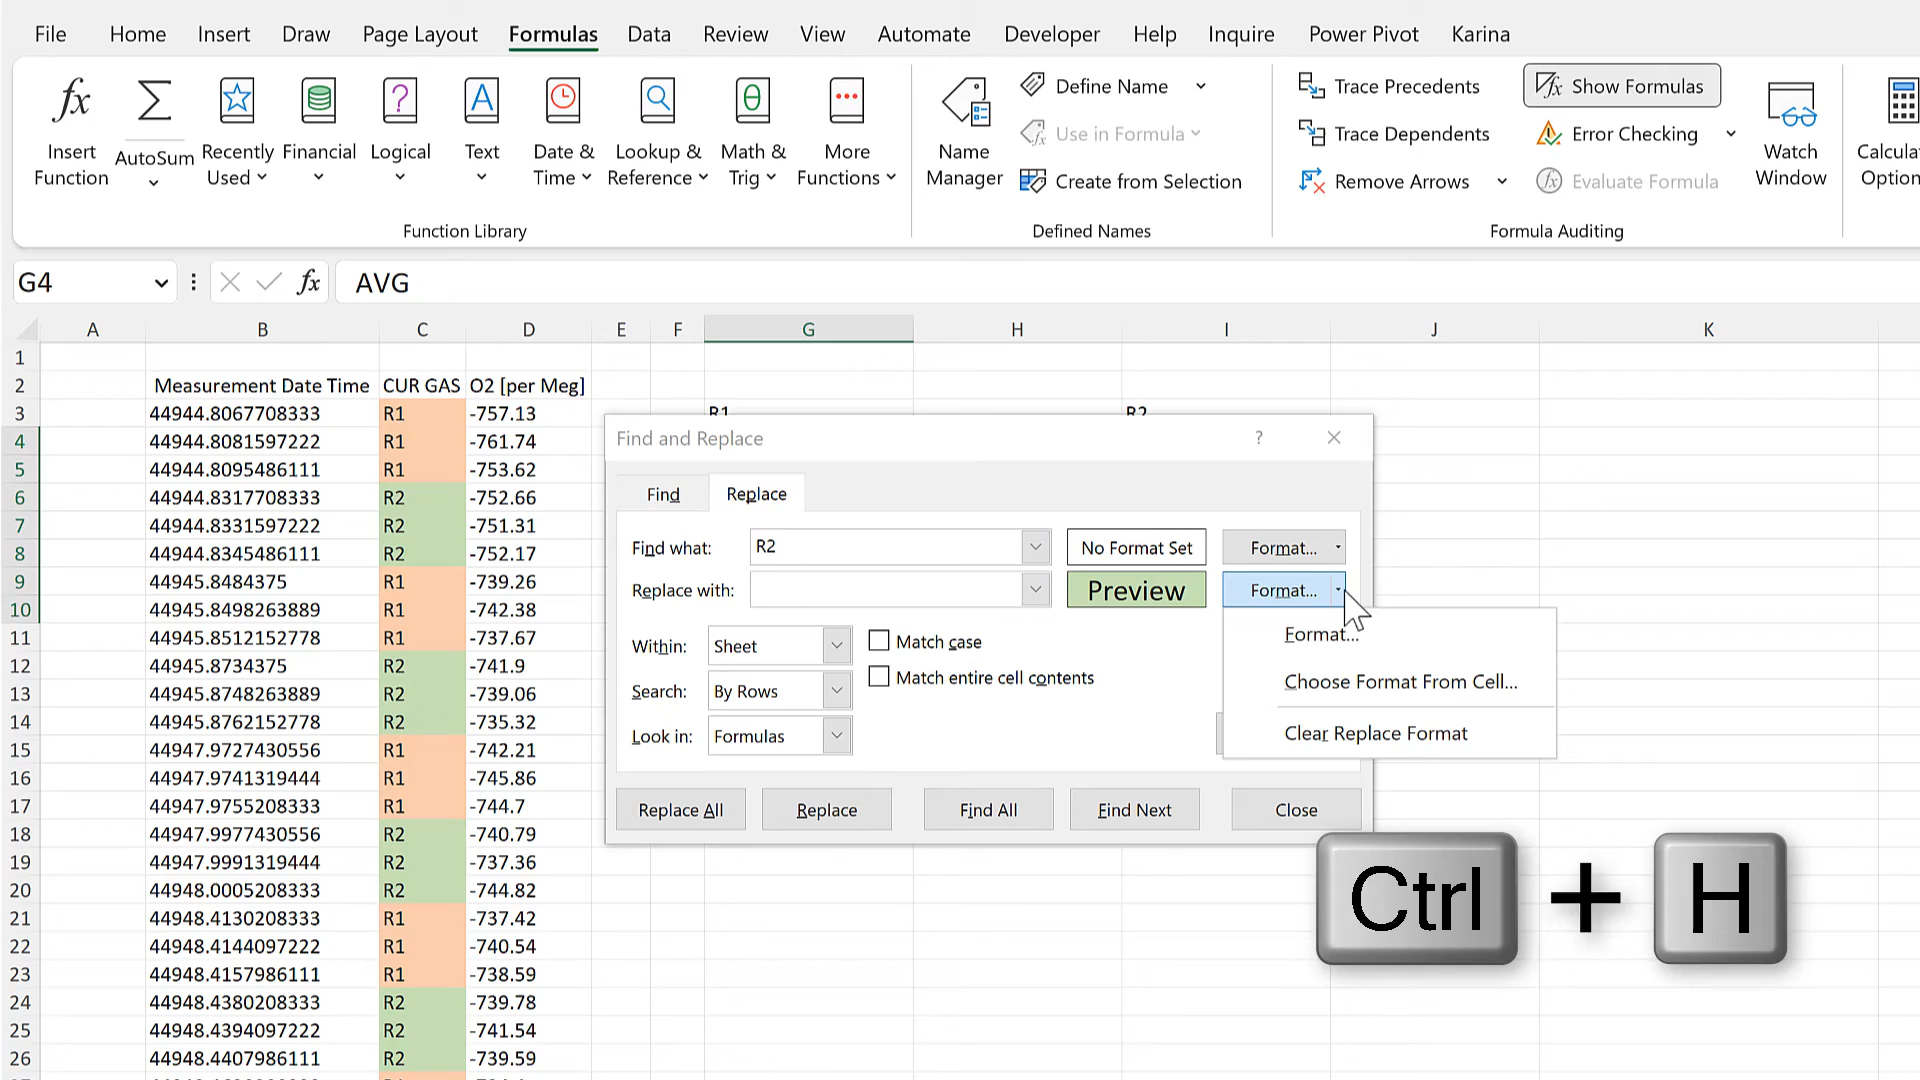 File Home Insert Draw Page Layout Formulas Data Review View Automate Developer Help Inquire Power Pivot Karina
Insert Function
AutoSum
Recently Used
Financial
Logical
Text
Date & Time
Lookup & Reference
Math & Trig
More Functions
Function Library
Name Manager
Define Name
Use in Formula
Create from Selection
Defined Names
Trace Precedents
Trace Dependents
Remove Arrows
Show Formulas
Error Checking
Evaluate Formula
Formula Auditing
Watch Window
G4 fx AVG
A B C D E F G H I J K
1
2 Measurement Date Time CUR GAS O2 [per Meg]
3 44944.8067708333 R1 -757.13 R1 R2
4 44944.8081597222 R1 -761.74
5 44944.8095486111 R1 -753.62
6 44944.8317708333 R2 -752.66
7 44944.8331597222 R2 -751.31
8 44944.8345486111 R2 -752.17
9 44945.8484375 R1 -739.26
10 44945.8498263889 R1 -742.38
11 44945.8512152778 R1 -737.67
12 44945.8734375 R2 -741.9
13 44945.8748263889 R2 -739.06
14 44945.8762152778 R2 -735.32
15 44947.9727430556 R1 -742.21
16 44947.9741319444 R1 -745.86
17 44947.9755208333 R1 -744.7
18 44947.9977430556 R2 -740.79
19 44947.9991319444 R2 -737.36
20 44948.0005208333 R2 -744.82
21 44948.4130208333 R1 -737.42
22 44948.4144097222 R1 -740.54
23 44948.4157986111 R1 -738.59
24 44948.4380208333 R2 -739.78
25 44948.4394097222 R2 -741.54
26 44948.4407986111 R2 -739.59
Find and Replace ?
Find Replace
Find what: R2 No Format Set Format...
Replace with: Preview Format...
Within: Sheet Match case
Search: By Rows Match entire cell contents
Look in: Formulas
Format...
Choose Format From Cell...
Clear Replace Format
Replace All Replace Find All Find Next Close
Ctrl + H